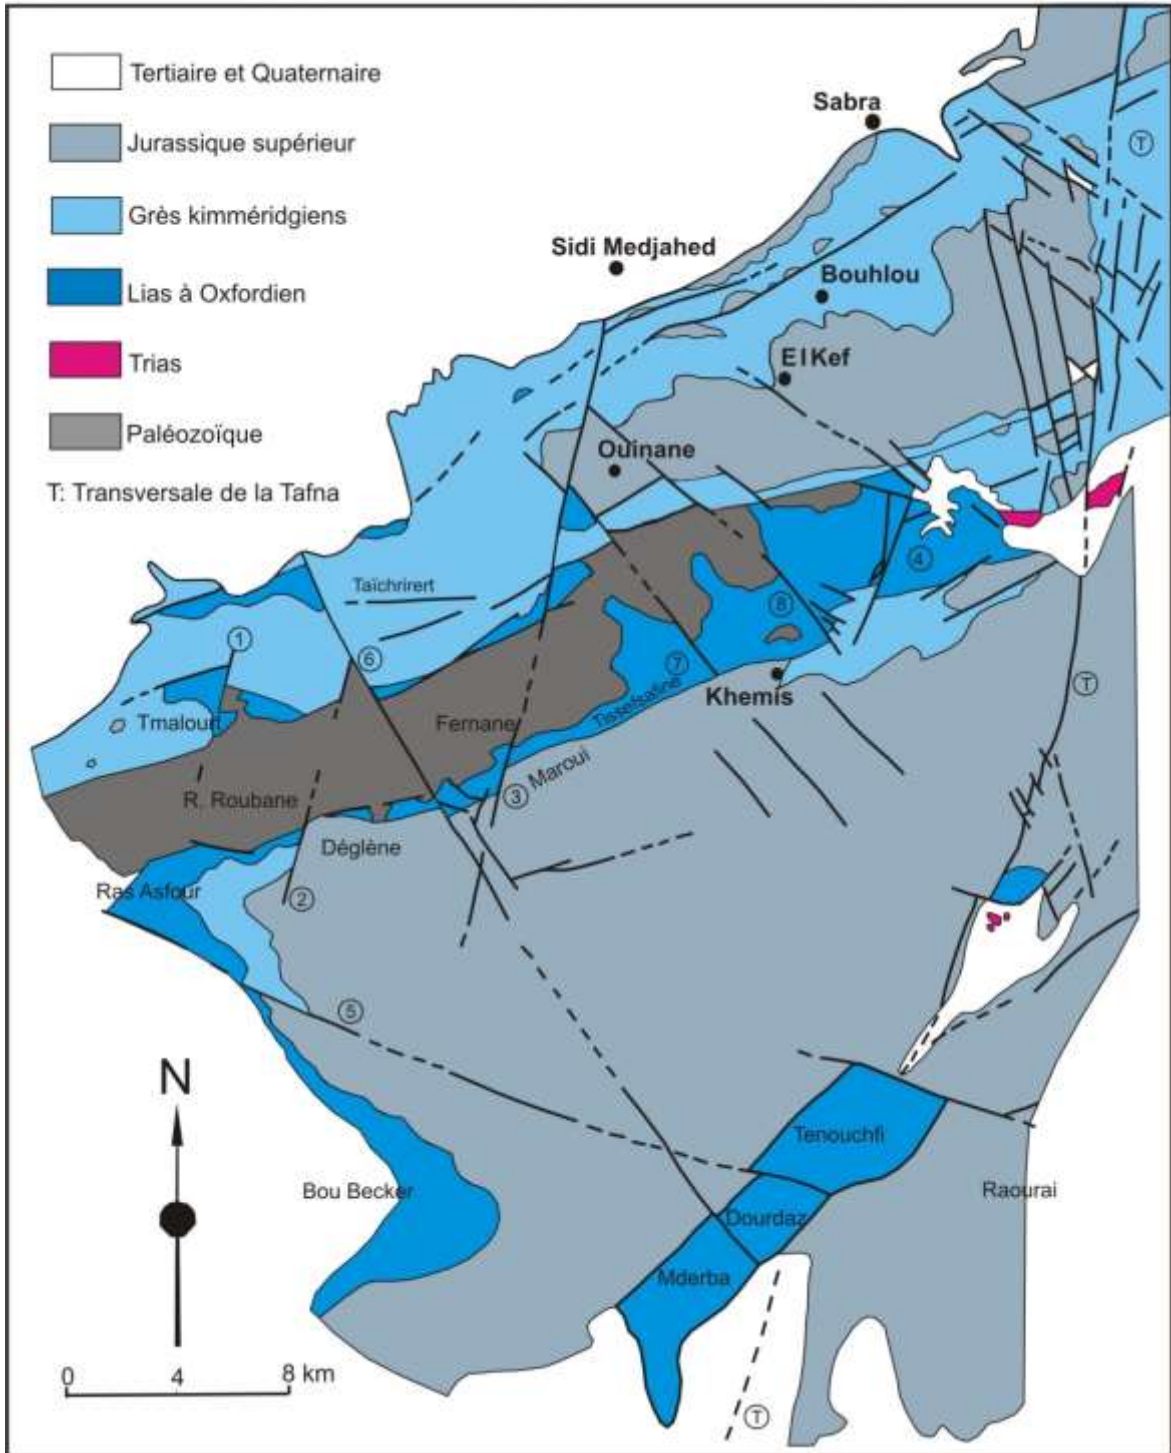 Tertiaire et Quaternaire
Jurassique supérieur
Grès kimméridgiens
Lias à Oxfordien
Trias
Paléozoïque
T: Transversale de la Tafna
Sabra
T
Sidi Medjahed
Bouhlou
El Kef
Ouinane
Taïchrirert
4
1
8
6
7
Tissefsafine
Khemis
T
Tmalout
Fernane
R. Roubane
3
Maroui
Déglène
Ras Asfour
2
5
N
Tenouchfi
Bou Becker
Raourai
Dourdaz
Mderba
0 4 8 km
T